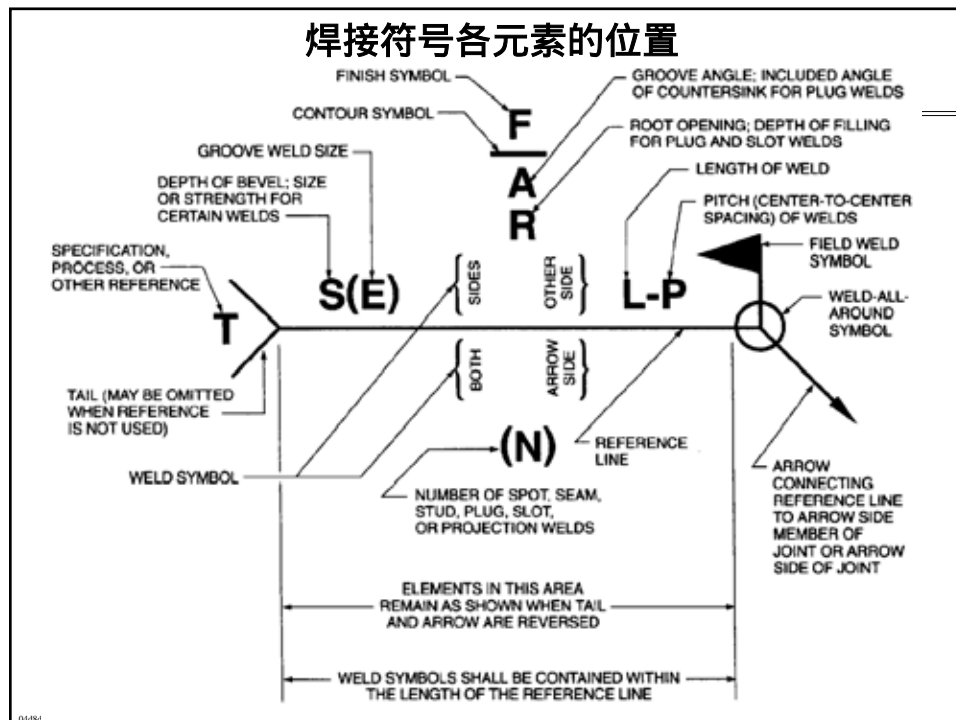 焊接符号各元素的位置
FINISH SYMBOL
CONTOUR SYMBOL
GROOVE WELD SIZE
DEPTH OF BEVEL; SIZE
OR STRENGTH FOR
CERTAIN WELDS
SPECIFICATION,
PROCESS, OR
OTHER REFERENCE
F
A
R
GROOVE ANGLE; INCLUDED ANGLE
OF COUNTERSINK FOR PLUG WELDS
ROOT OPENING; DEPTH OF FILLING
FOR PLUG AND SLOT WELDS
LENGTH OF WELD
PITCH (CENTER-TO-CENTER
SPACING) OF WELDS
FIELD WELD
SYMBOL
WELD-ALL-
AROUND
SYMBOL
T
S(E)
SIDES
OTHER
SIDE
L-P
BOTH
ARROW
SIDE
TAIL (MAY BE OMITTED
WHEN REFERENCE
IS NOT USED)
WELD SYMBOL
(N)
NUMBER OF SPOT, SEAM,
STUD, PLUG, SLOT,
OR PROJECTION WELDS
REFERENCE
LINE
ARROW
CONNECTING
REFERENCE LINE
TO ARROW SIDE
MEMBER OF
JOINT OR ARROW
SIDE OF JOINT
ELEMENTS IN THIS AREA
REMAIN AS SHOWN WHEN TAIL
AND ARROW ARE REVERSED
WELD SYMBOLS SHALL BE CONTAINED WITHIN
THE LENGTH OF THE REFERENCE LINE